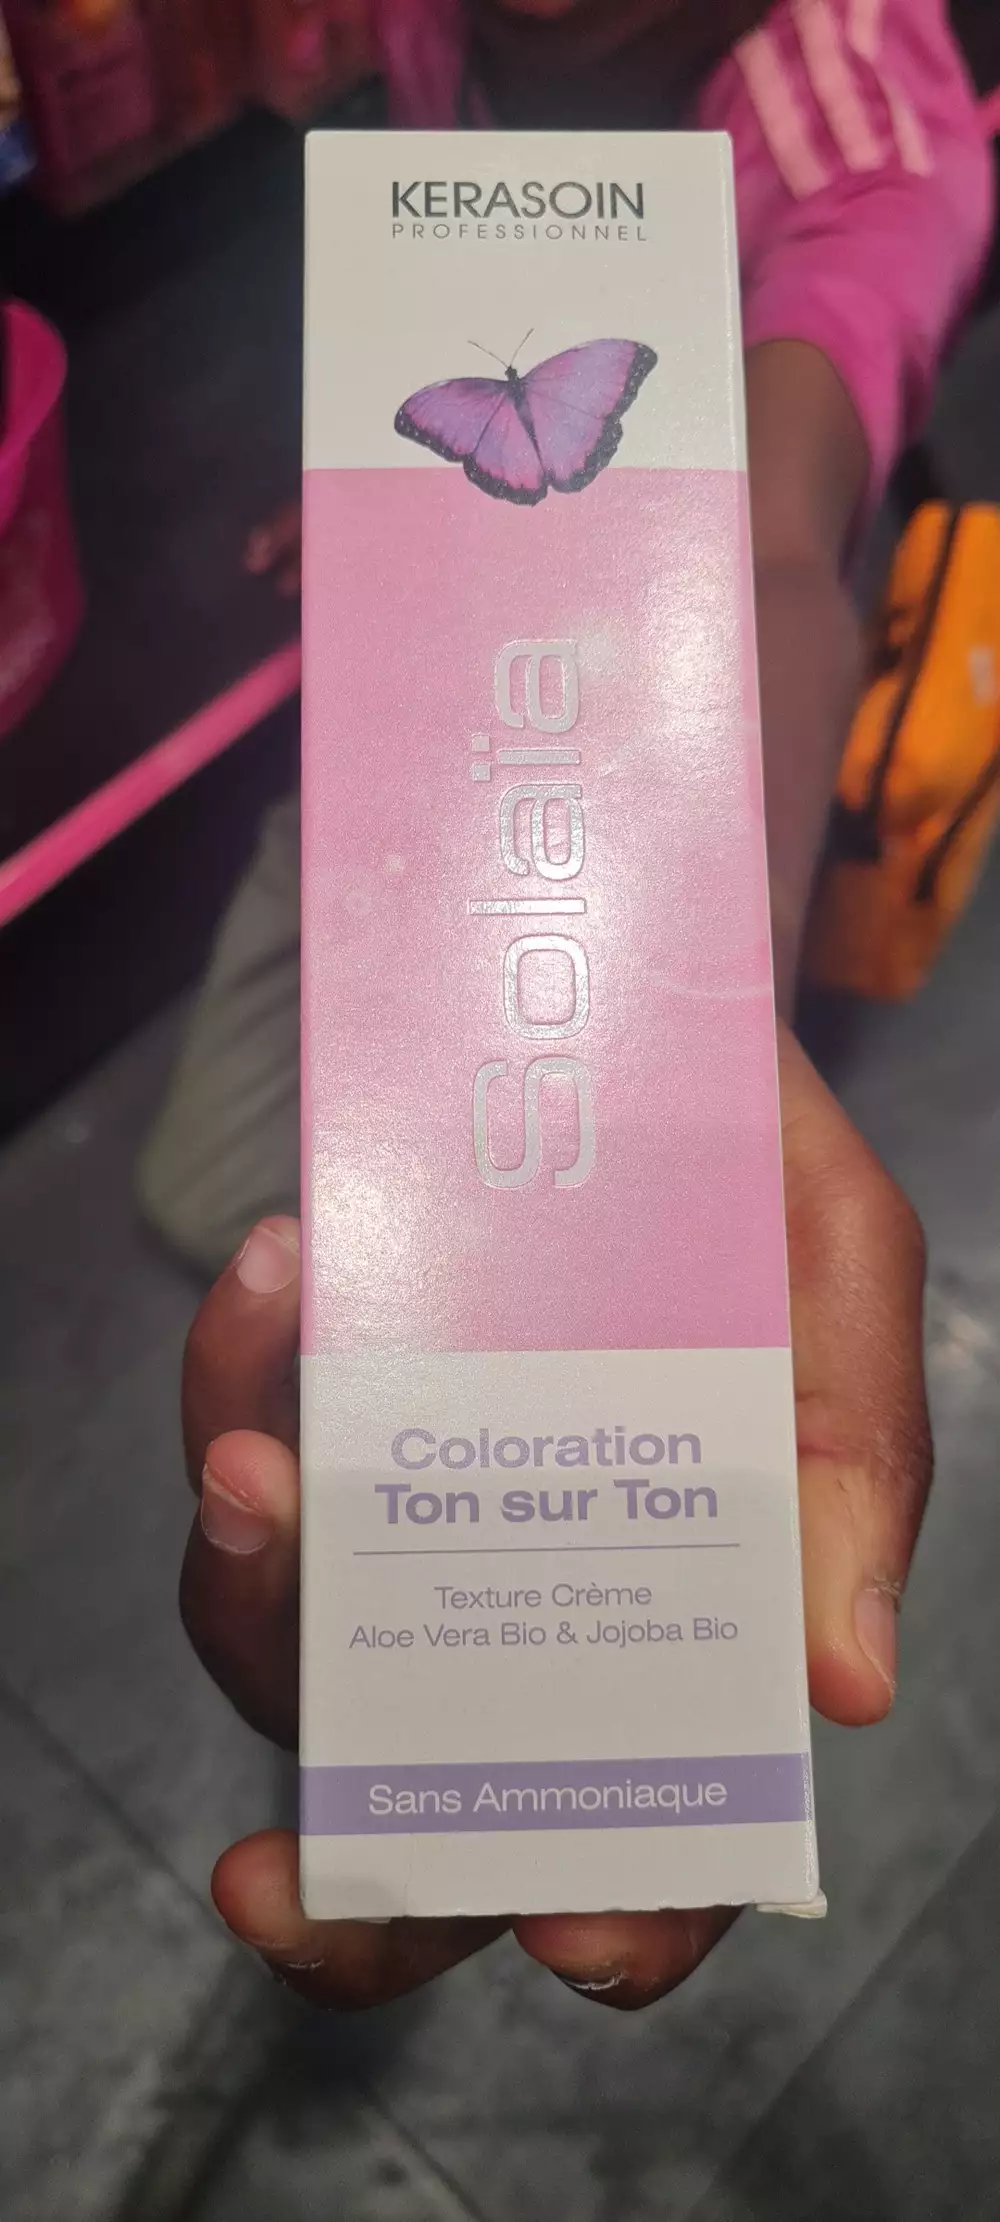 KERASOIN
PROFESSIONNEL
Solaïa
Coloration
Ton sur Ton
Texture Crème
Aloe Vera Bio & Jojoba Bio
Sans Ammoniaque